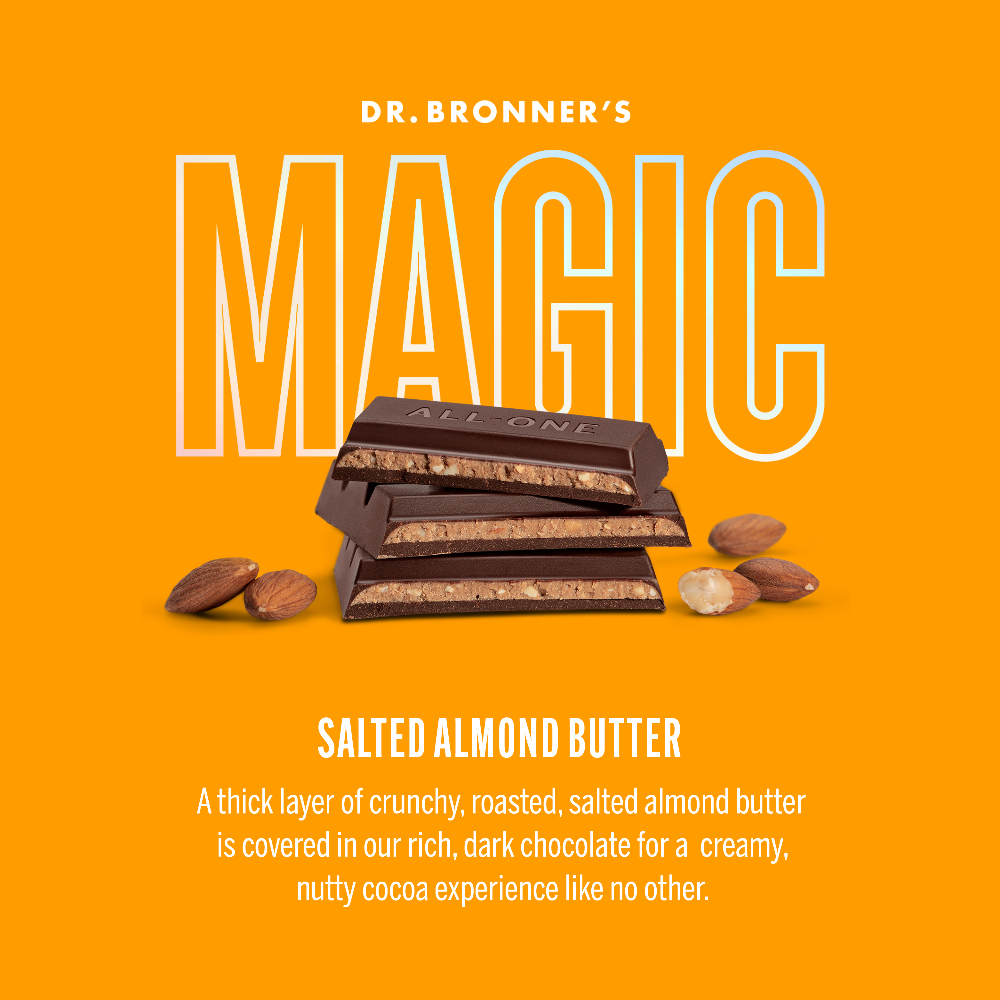 DR. BRONNER'S
MAGIC
ALL-ONE
SALTED ALMOND BUTTER
A thick layer of crunchy, roasted, salted almond butter
is covered in our rich, dark chocolate for a  creamy,
nutty cocoa experience like no other.